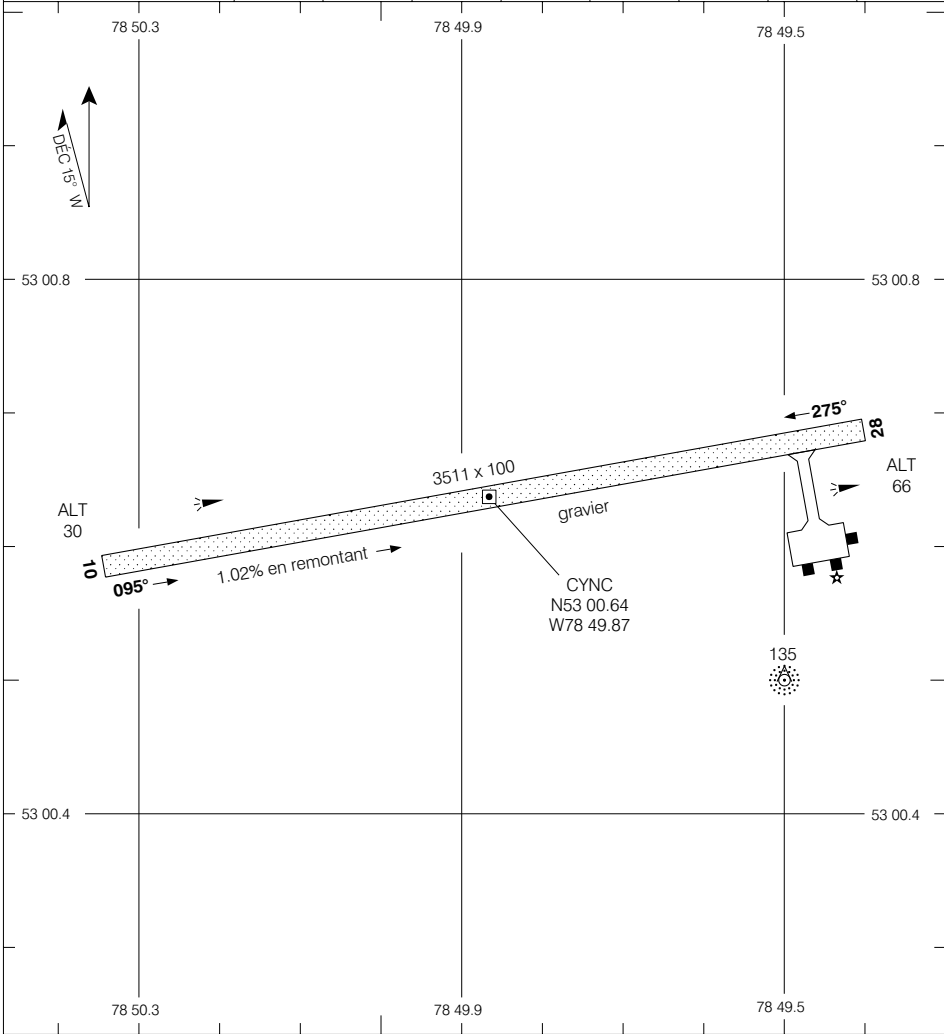 78 50.3
78 49.9
78 49.5
DÉC 15° W
53 00.8
53 00.8
275°
28
3511 x 100
ALT
66
gravier
ALT
30
10
095°
1.02% en remontant
CYNC
N53 00.64
W78 49.87
135
53 00.4
53 00.4
78 50.3
78 49.9
78 49.5